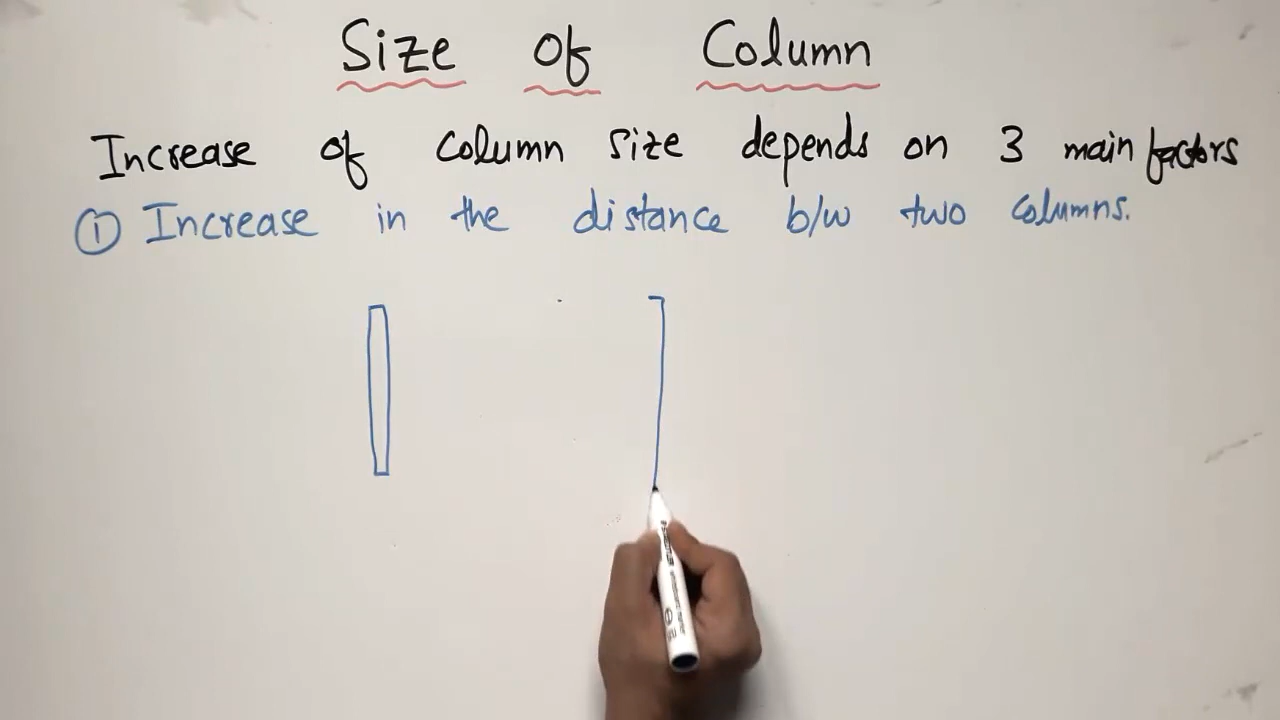 Size of Column
Increase of column size depends on 3 main factors
① Increase in the distance b/w two columns.